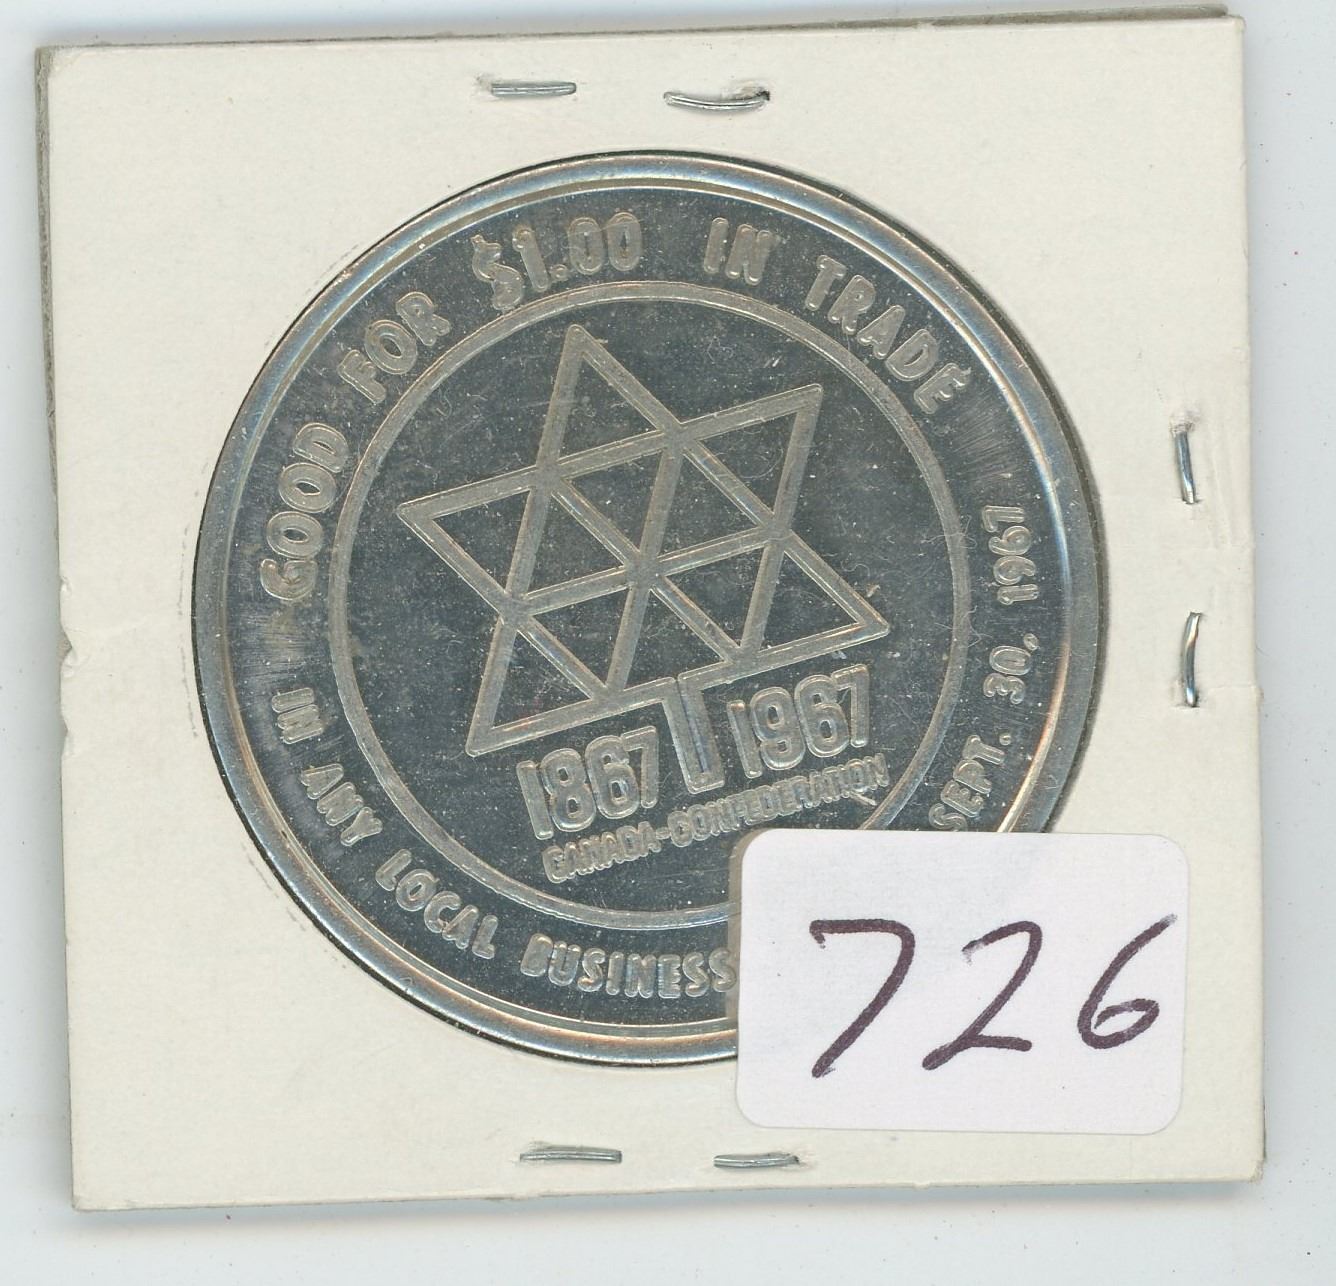 GOOD FOR $1.00 IN TRADE
IN ANY LOCAL BUSINESS
SEPT. 30, 1967
1867 1967
CANADA-CONFEDERATION
726